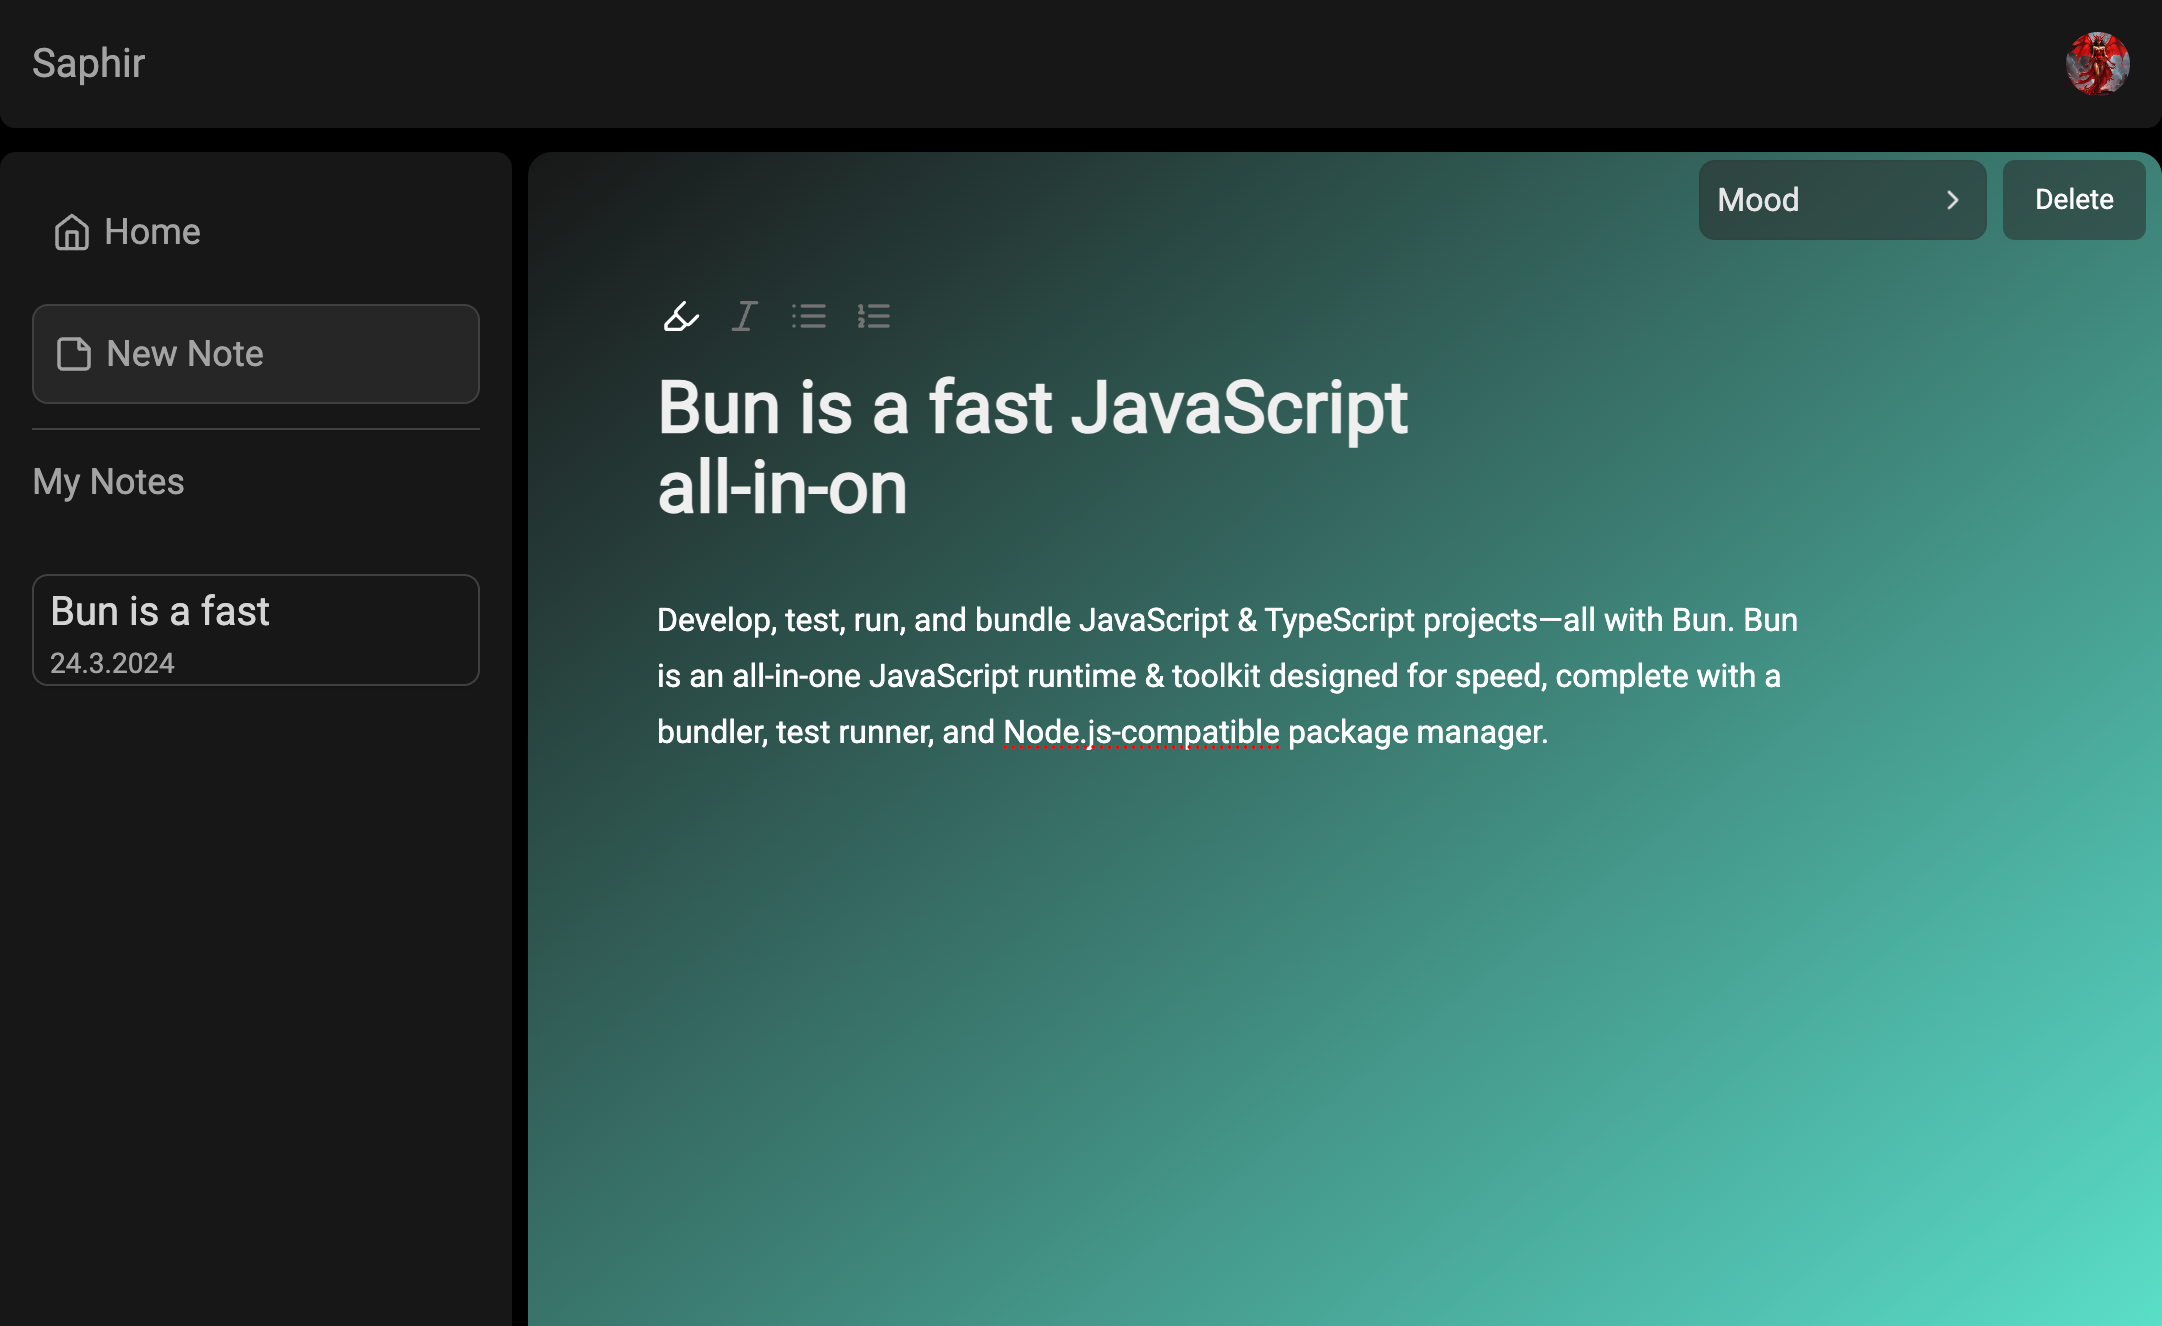 Saphir
Home
New Note
My Notes
Bun is a fast
24.3.2024
Mood
Delete
Bun is a fast JavaScript
all-in-on
Develop, test, run, and bundle JavaScript & TypeScript projects—all with Bun. Bun
is an all-in-one JavaScript runtime & toolkit designed for speed, complete with a
bundler, test runner, and Node.js-compatible package manager.